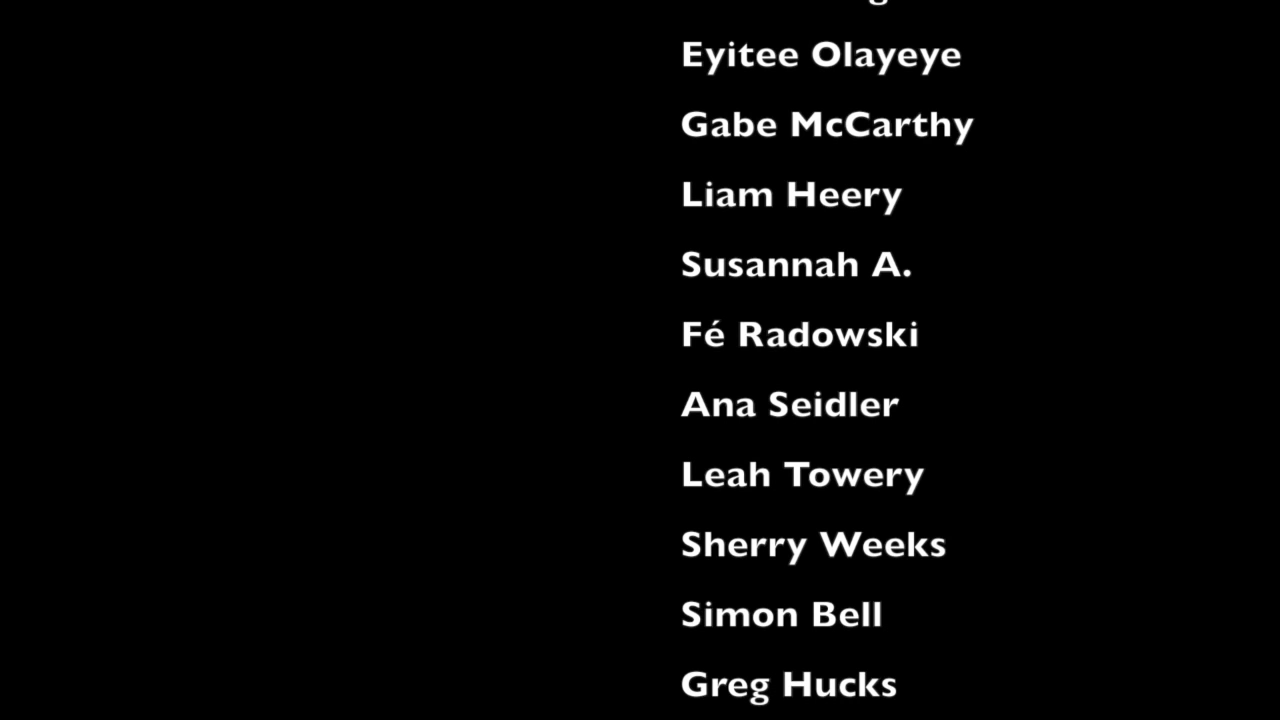 Eyitee Olayeye
Gabe McCarthy
Liam Heery
Susannah A.
Fé Radowski
Ana Seidler
Leah Towery
Sherry Weeks
Simon Bell
Greg Hucks